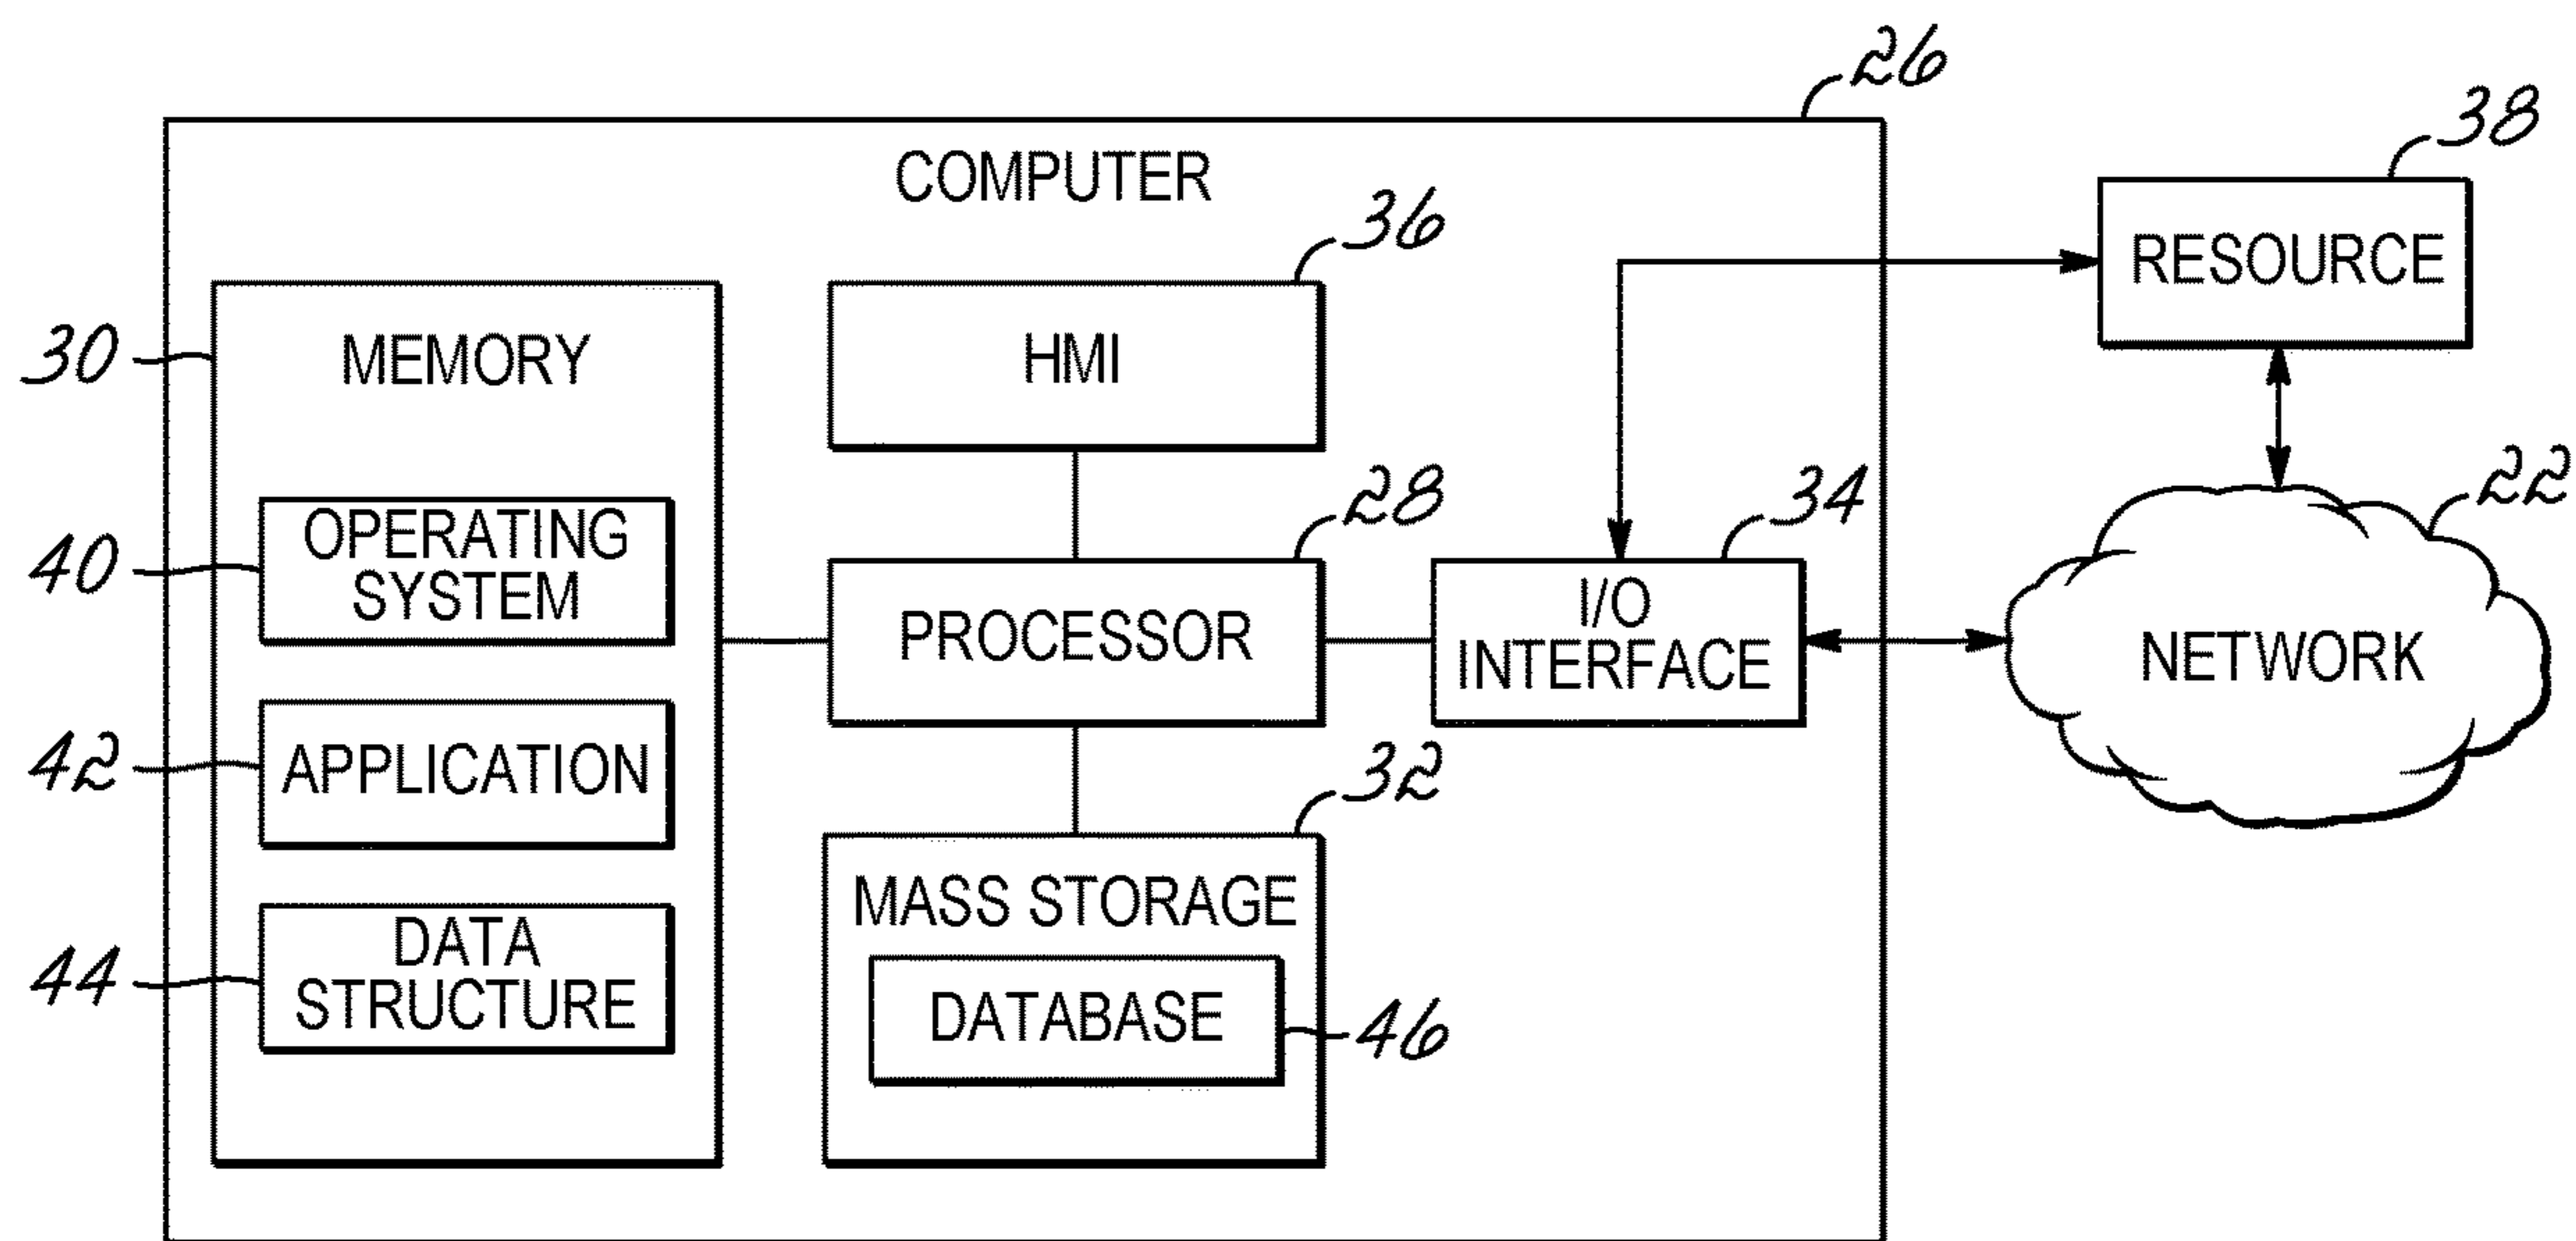 26
COMPUTER
38
RESOURCE
36
HMI
30
MEMORY
40
OPERATING
SYSTEM
28
PROCESSOR
34
I/O
INTERFACE
22
NETWORK
42
APPLICATION
32
MASS STORAGE
44
DATA
STRUCTURE
DATABASE
46